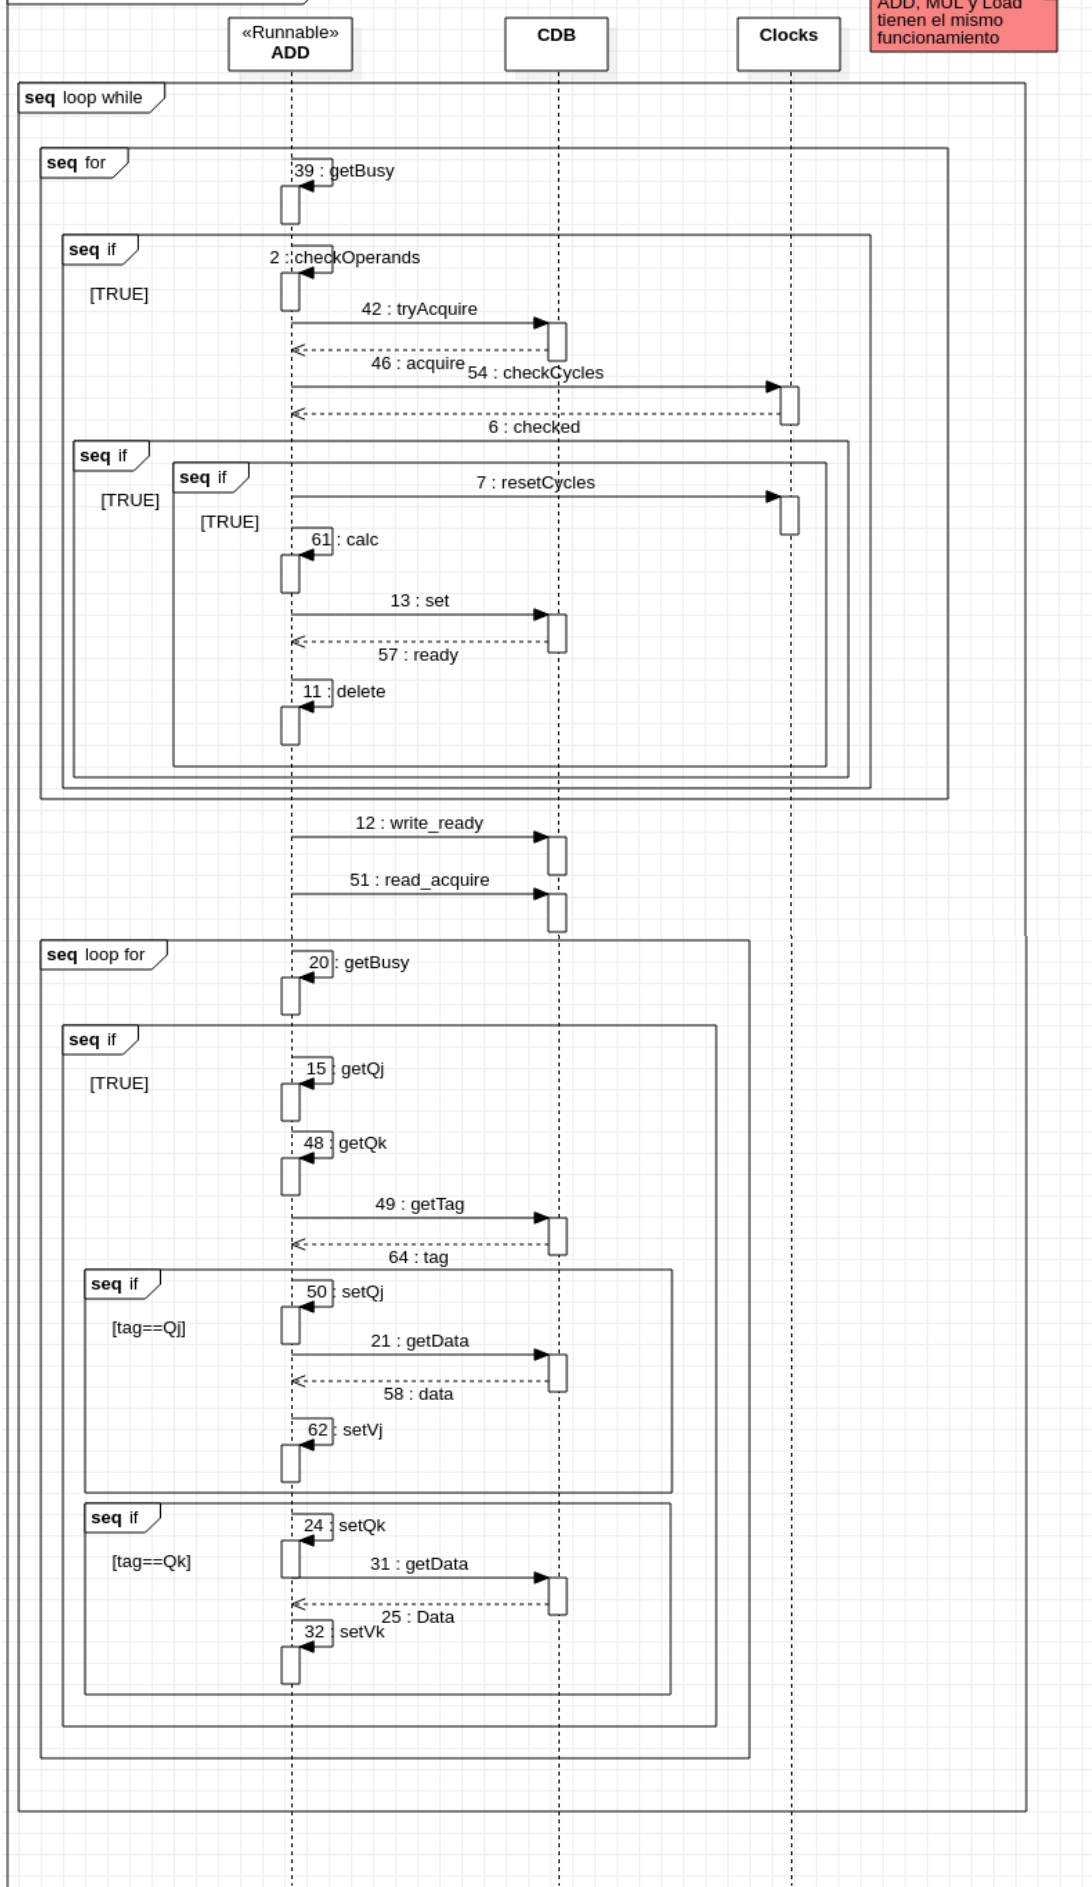 ADD, MUL y Load
tienen el mismo
funcionamiento
«Runnable»
ADD
CDB
Clocks
seq loop while
seq for
39 : getBusy
seq if
2 : checkOperands
[TRUE]
42 : tryAcquire
46 : acquire
54 : checkCycles
6 : checked
seq if
[TRUE]
seq if
[TRUE]
7 : resetCycles
61 : calc
13 : set
57 : ready
11 : delete
12 : write_ready
51 : read_acquire
seq loop for
20 : getBusy
seq if
[TRUE]
15 : getQj
48 : getQk
49 : getTag
64 : tag
seq if
[tag==Qj]
50 : setQj
21 : getData
58 : data
62 : setVj
seq if
[tag==Qk]
24 : setQk
31 : getData
25 : Data
32 : setVk